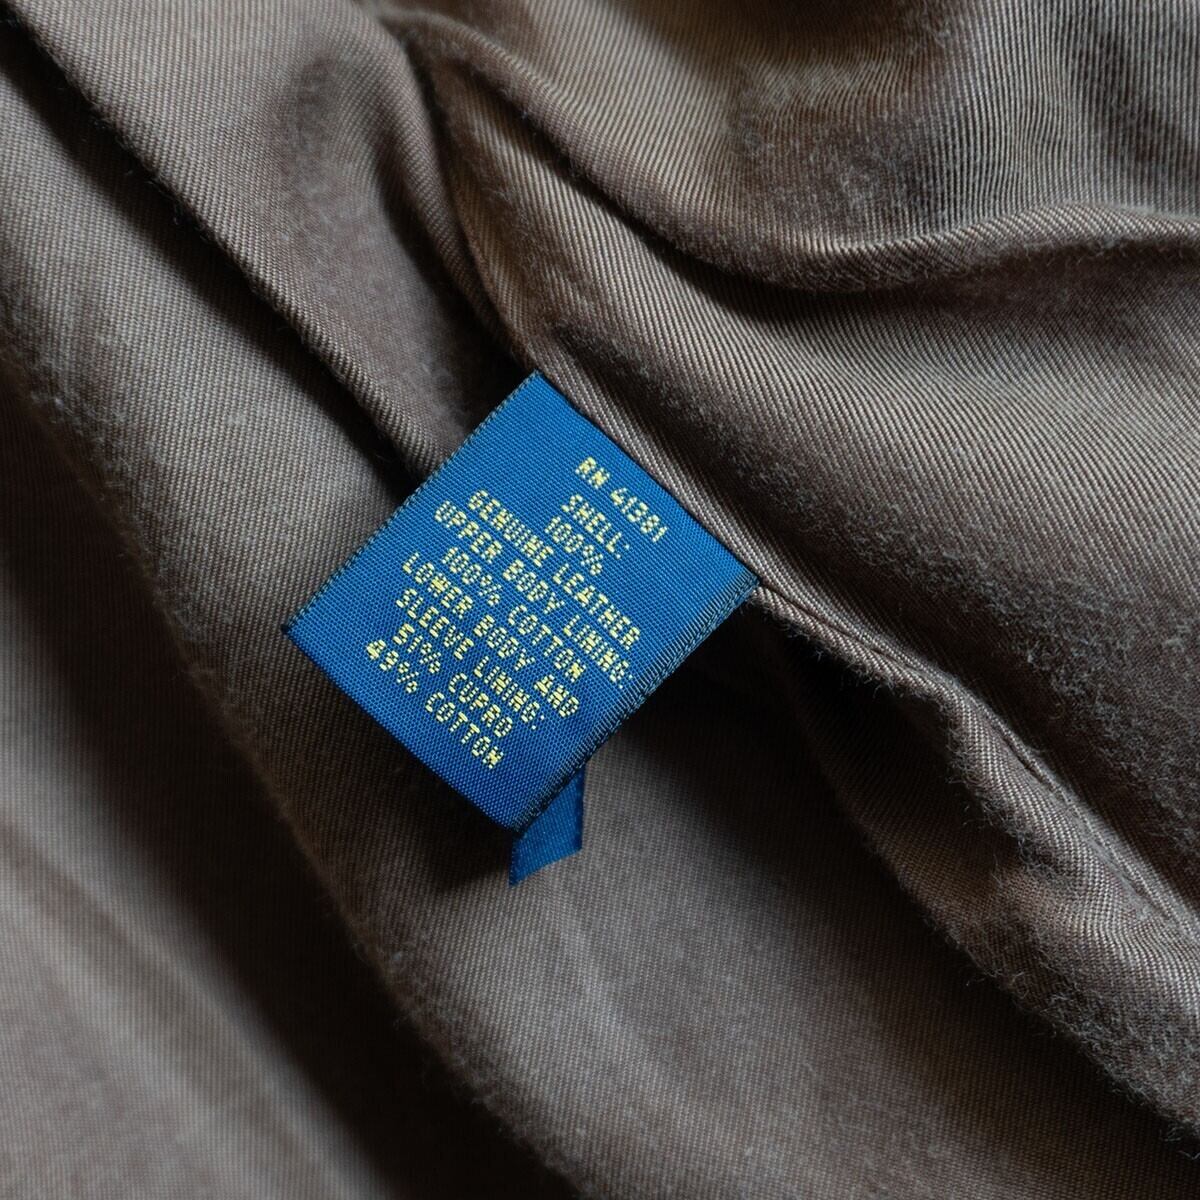 RN 41381
SHELL:
100%
GENUINE LEATHER
UPPER BODY LINING:
100% COTTON
LOWER BODY AND
SLEEVE LINING:
51% CUPRO
49% COTTON